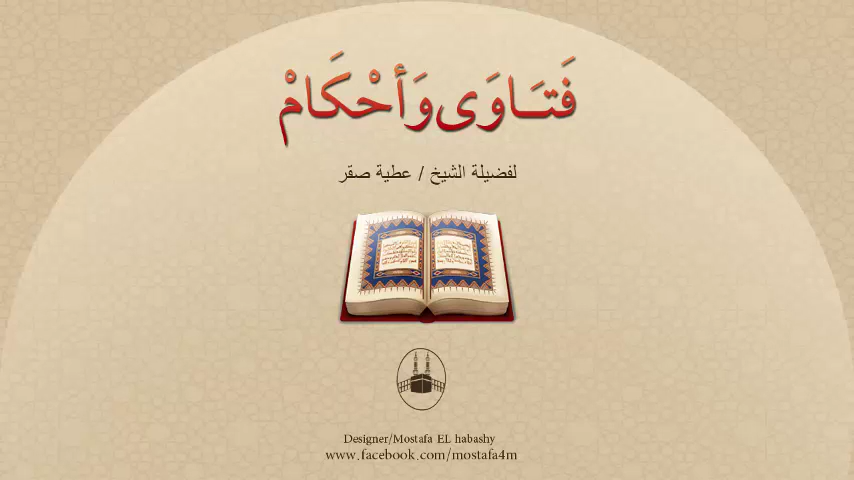 فَتَاوَى وَأحْكَامْ
لفضيلة الشيخ / عطية صقر
Designer/Mostafa EL habashy
www.facebook.com/mostafa4m